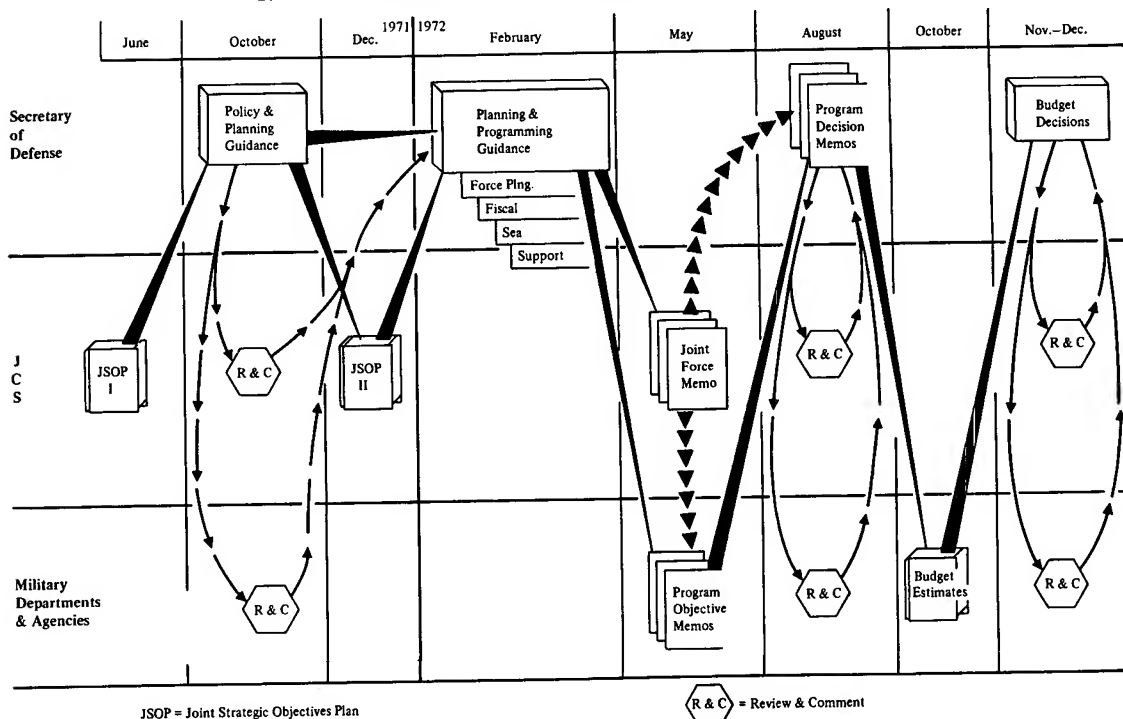 1971 1972
June
October
Dec.
February
May
August
October
Nov.–Dec.
Secretary
of
Defense
Policy &
Planning
Guidance
Planning &
Programming
Guidance
Force Plng.
Fiscal
Sea
Support
Program
Decision
Memos
Budget
Decisions
J
C
S
JSOP
I
R & C
JSOP
II
Joint
Force
Memo
R & C
R & C
Military
Departments
& Agencies
R & C
Program
Objective
Memos
R & C
Budget
Estimates
R & C
JSOP = Joint Strategic Objectives Plan
R & C = Review & Comment